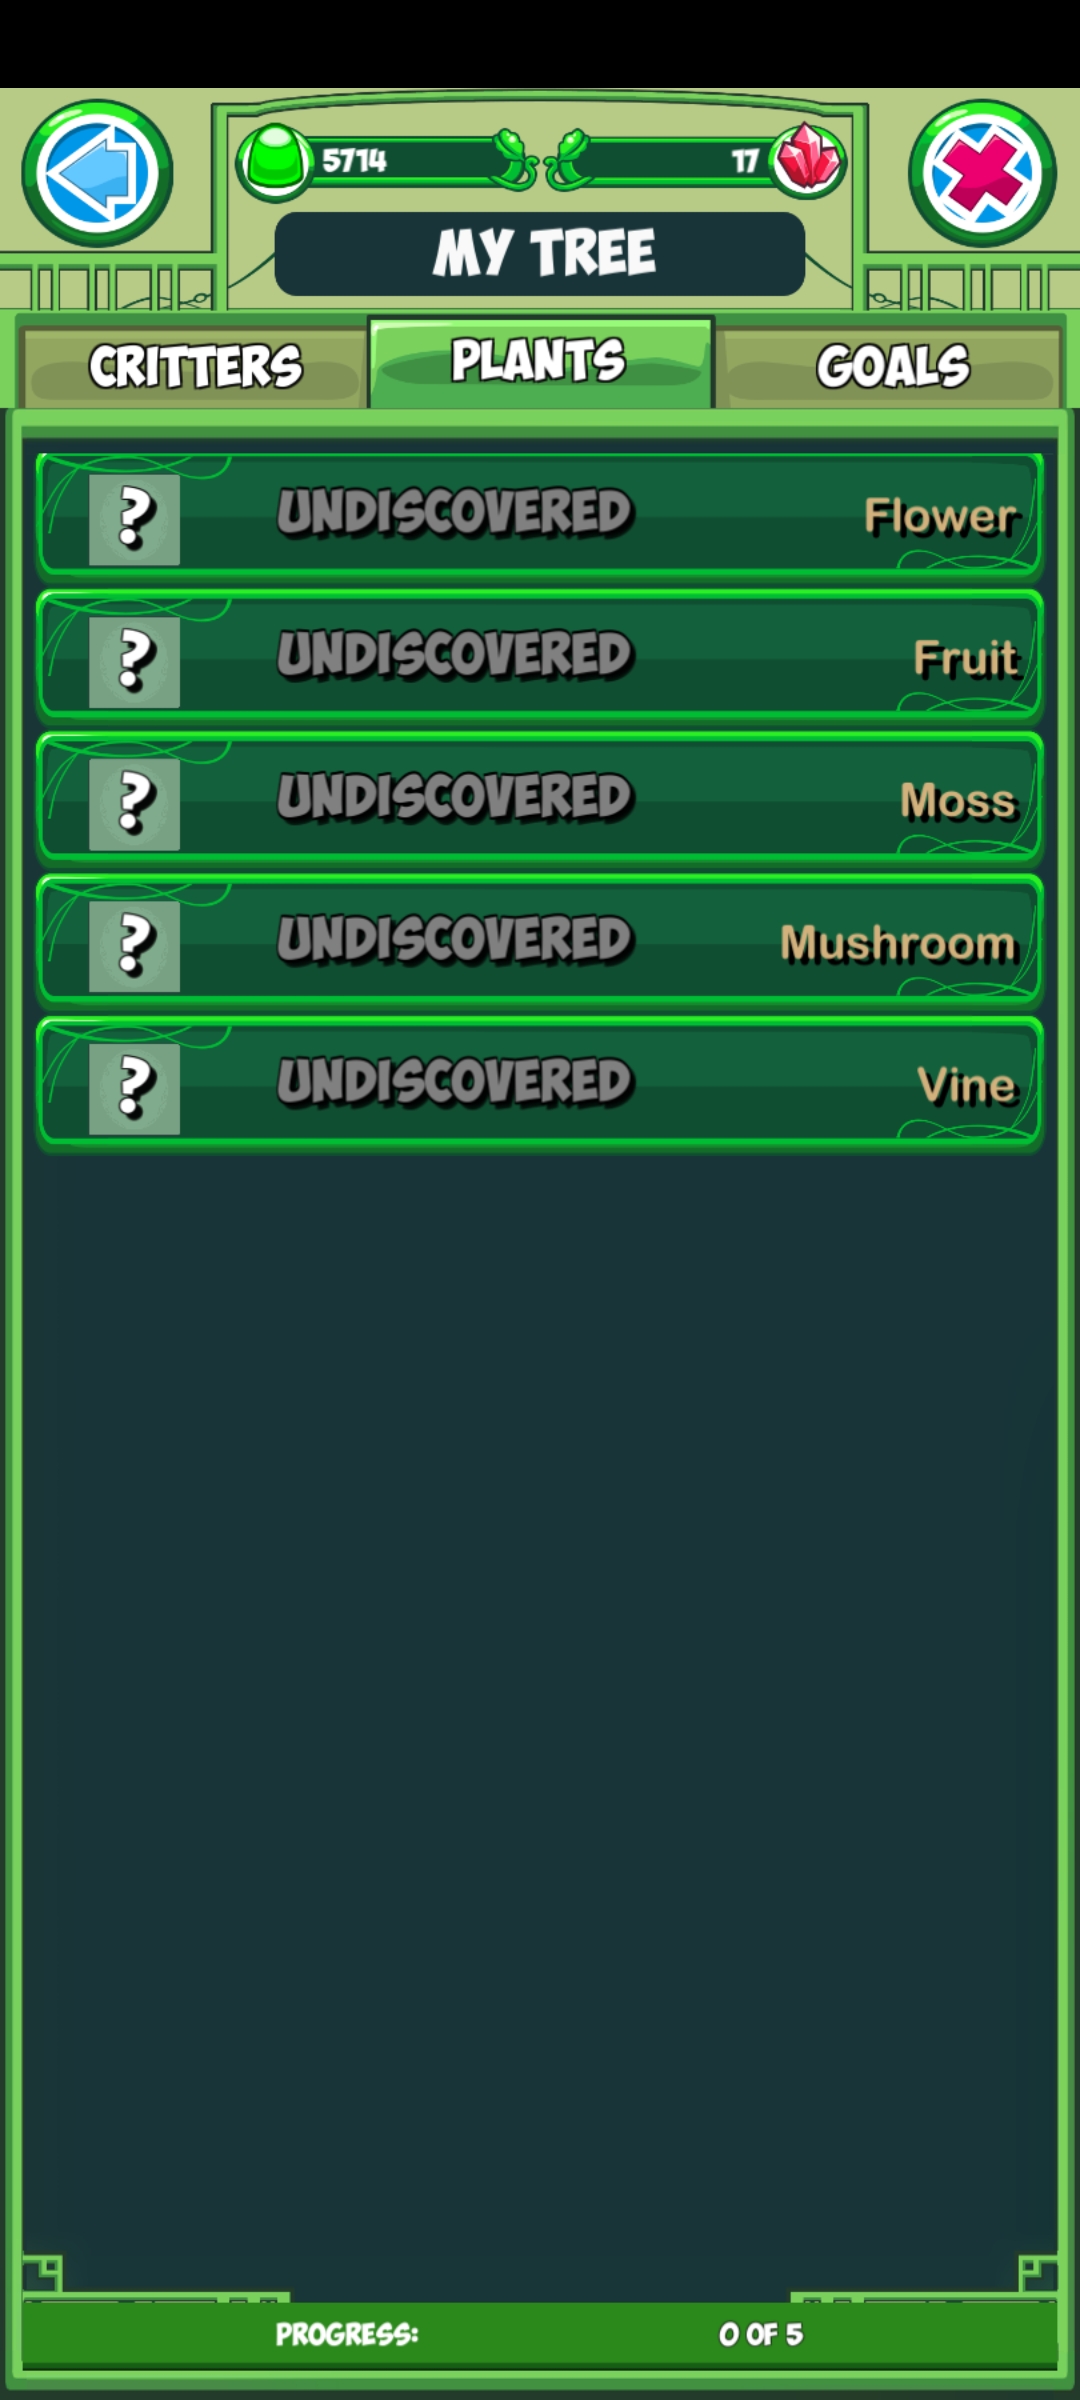 5714
17
MY TREE
CRITTERS
PLANTS
GOALS
? UNDISCOVERED Flower
? UNDISCOVERED Fruit
? UNDISCOVERED Moss
? UNDISCOVERED Mushroom
? UNDISCOVERED Vine
PROGRESS: 0 OF 5